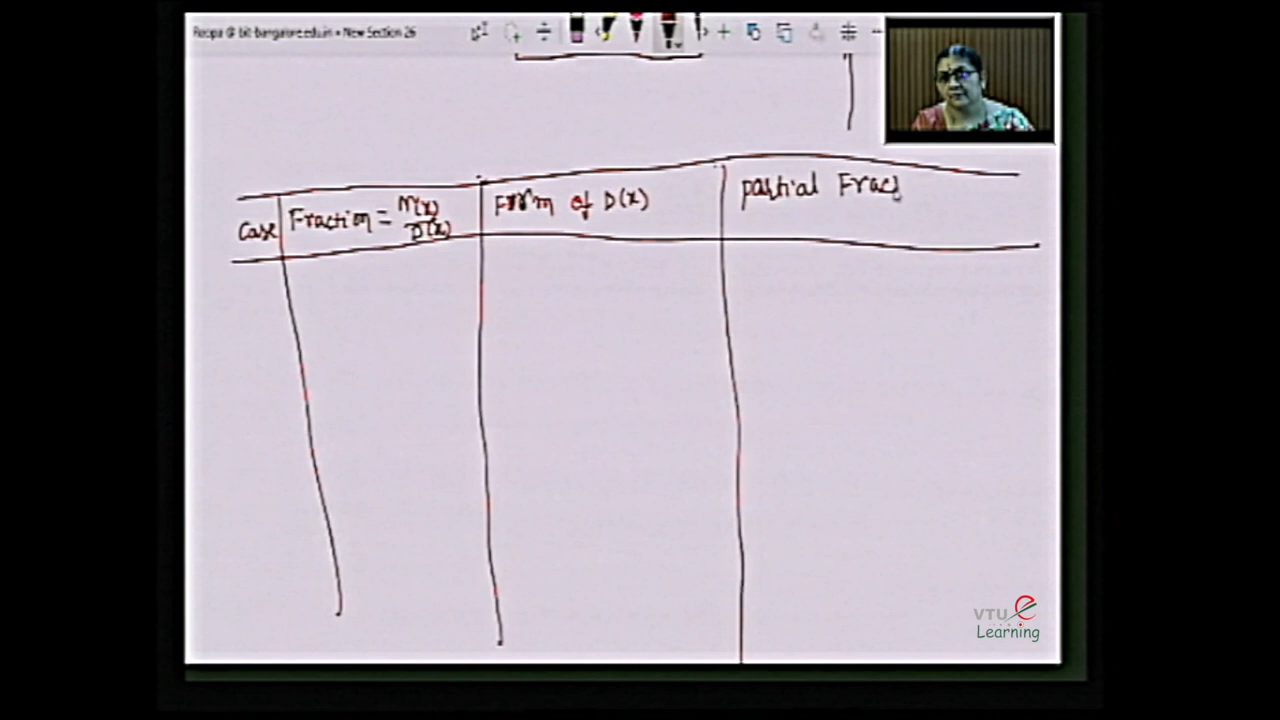 Roopa @ bit-bangalore.edu.in • New Section 26
Case
Fraction = N(x)
D(x)
Form of D(x)
partial Frac
VTU e
Learning